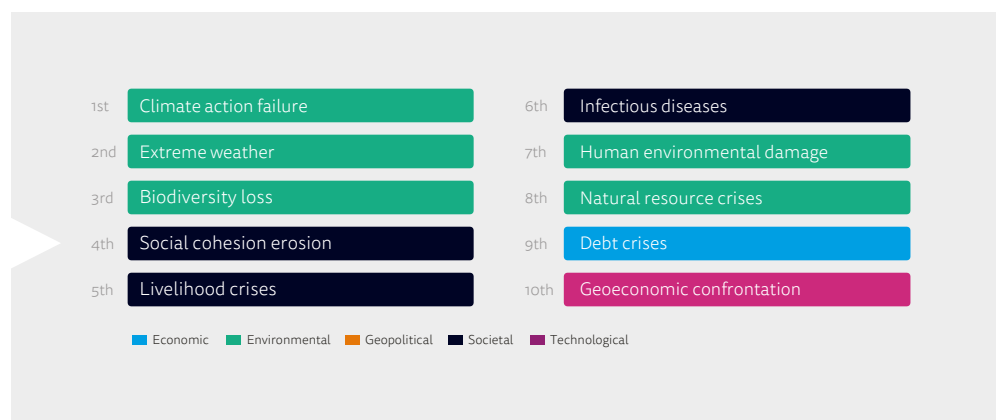 1st Climate action failure
2nd Extreme weather
3rd Biodiversity loss
4th Social cohesion erosion
5th Livelihood crises
6th Infectious diseases
7th Human environmental damage
8th Natural resource crises
9th Debt crises
10th Geoeconomic confrontation
Economic Environmental Geopolitical Societal Technological